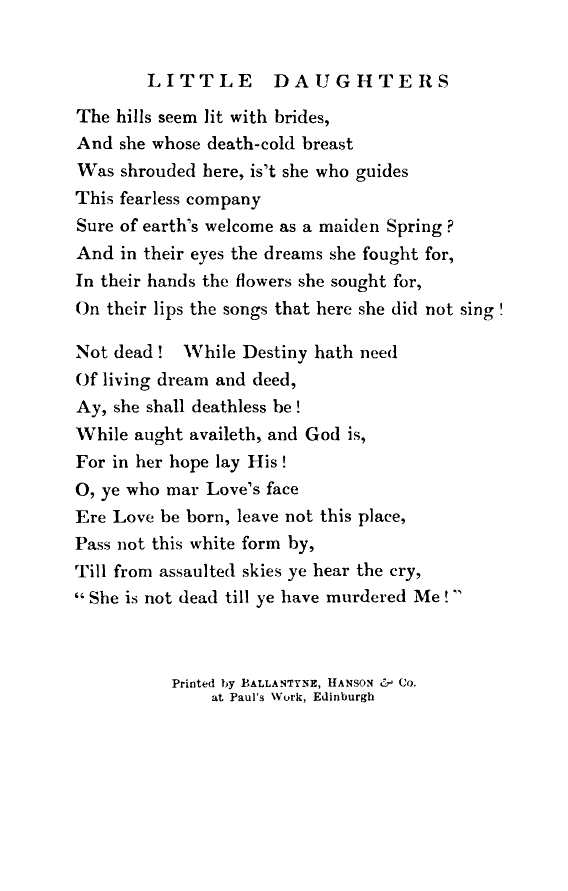 LITTLE DAUGHTERS
The hills seem lit with brides,
And she whose death-cold breast
Was shrouded here, is't she who guides
This fearless company
Sure of earth's welcome as a maiden Spring?
And in their eyes the dreams she fought for,
In their hands the flowers she sought for,
On their lips the songs that here she did not sing!
Not dead! While Destiny hath need
Of living dream and deed,
Ay, she shall deathless be!
While aught availeth, and God is,
For in her hope lay His!
O, ye who mar Love's face
Ere Love be born, leave not this place,
Pass not this white form by,
Till from assaulted skies ye hear the cry,
“She is not dead till ye have murdered Me!”
Printed by BALLANTYNE, HANSON & Co.
at Paul's Work, Edinburgh